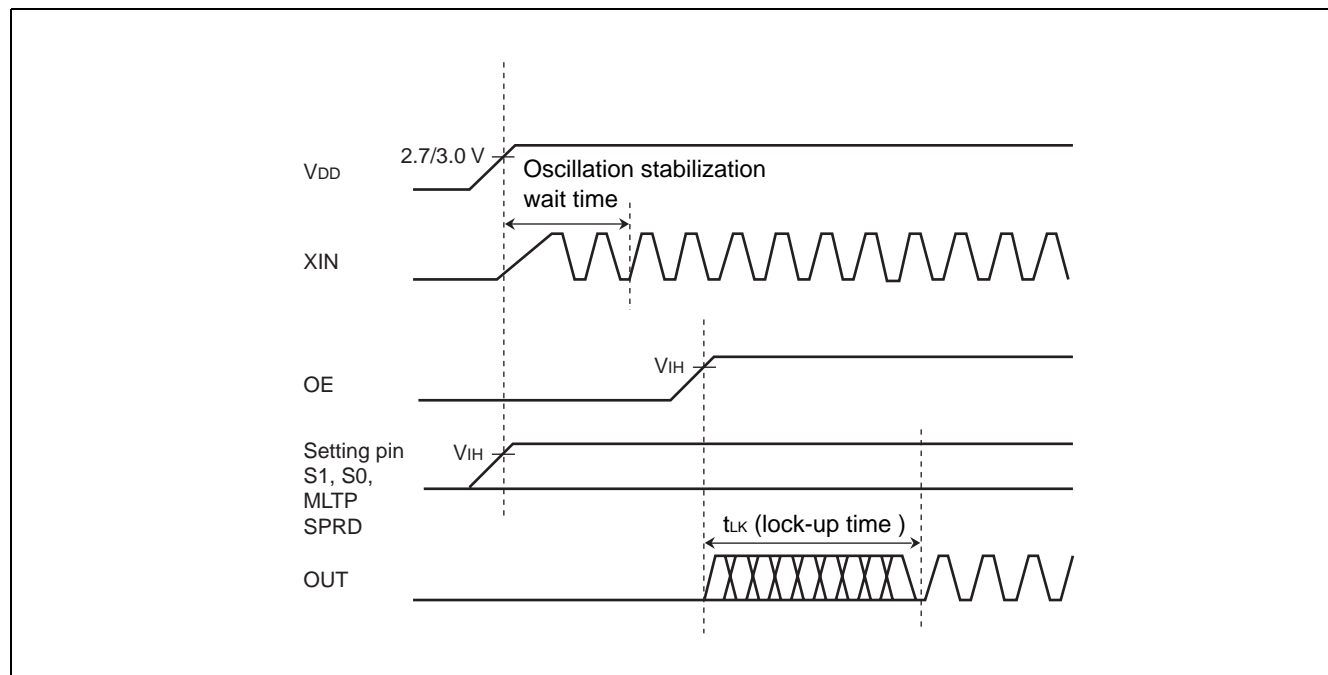 2.7/3.0 V
VDD
Oscillation stabilization
wait time
XIN
VIH
OE
Setting pin
S1, S0,
MLTP
SPRD
VIH
tLK (lock-up time )
OUT